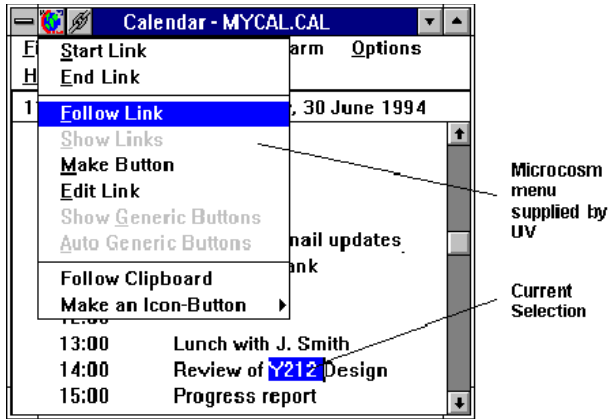 Calendar - MYCAL.CAL
Start Link
arm Options
End Link
Follow Link
, 30 June 1994
Show Links
Make Button
Edit Link
Show Generic Buttons
Auto Generic Buttons
mail updates
ank
Follow Clipboard
Make an Icon-Button
13:00 Lunch with J. Smith
14:00 Review of Y212 Design
15:00 Progress report
Microcosm
menu
supplied by
UV
Current
Selection